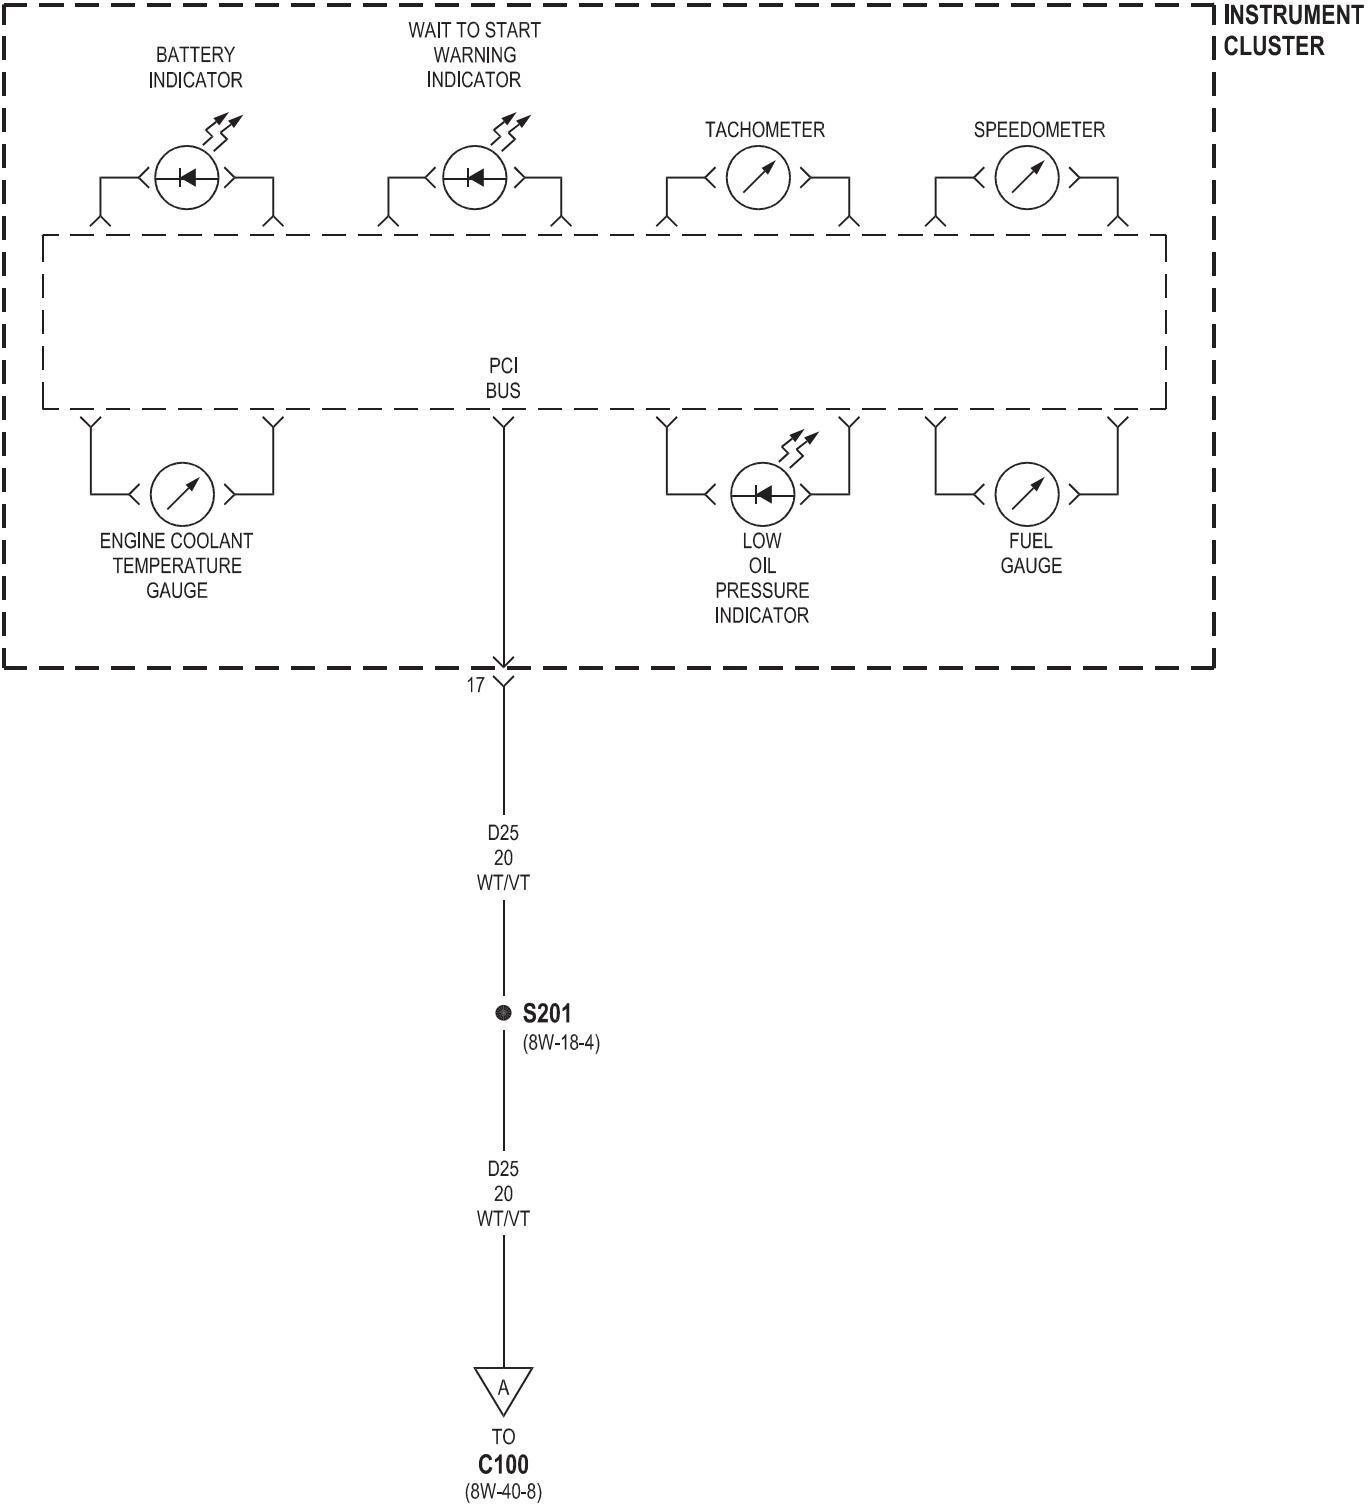 INSTRUMENT
CLUSTER
BATTERY
INDICATOR
WAIT TO START
WARNING
INDICATOR
TACHOMETER
SPEEDOMETER
PCI
BUS
ENGINE COOLANT
TEMPERATURE
GAUGE
LOW
OIL
PRESSURE
INDICATOR
FUEL
GAUGE
17
D25
20
WT/VT
S201
(8W-18-4)
D25
20
WT/VT
A
TO
C100
(8W-40-8)